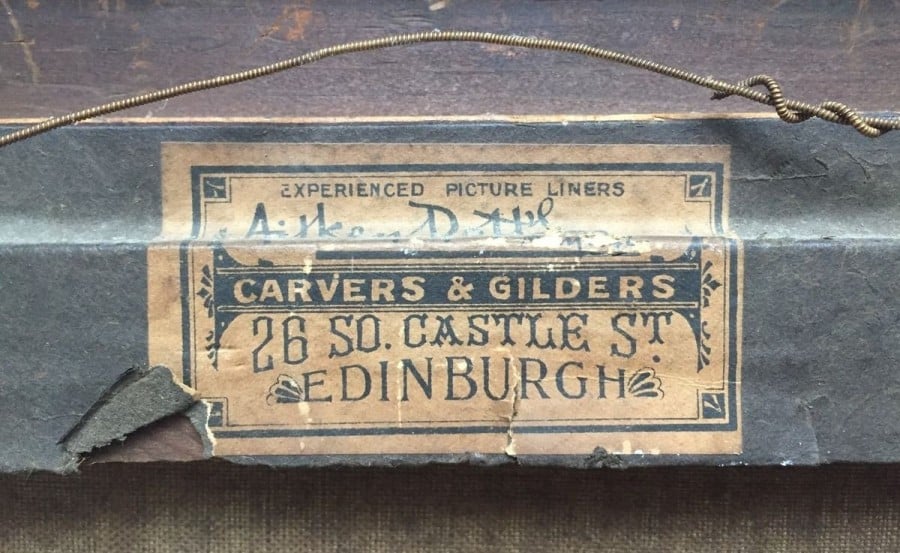 EXPERIENCED PICTURE LINERS
Aitken Dott
CARVERS & GILDERS
26 SO. CASTLE ST.
EDINBURGH